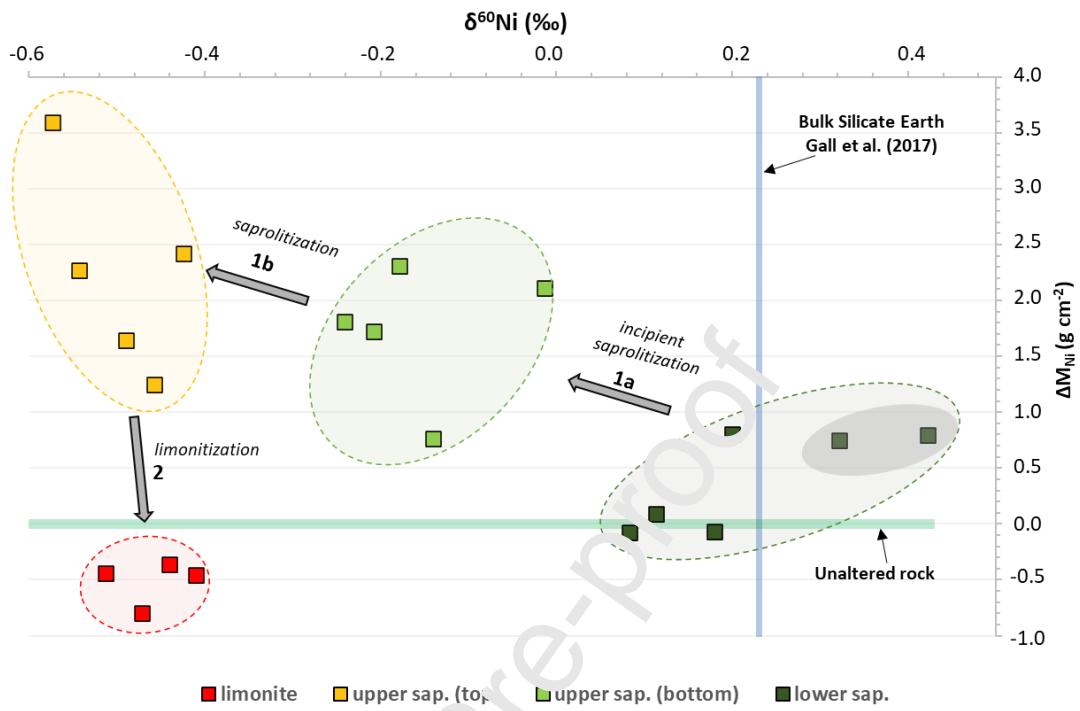 δ⁶⁰Ni (‰)
-0.6 -0.4 -0.2 0.0 0.2 0.4
4.0
Bulk Silicate Earth
Gall et al. (2017)
3.5
3.0
saprolitization
1b
2.5
2.0
incipient
saprolitization
1a
1.5
ΔM_Ni (g cm⁻²)
1.0
limonitization
2
0.5
0.0
Unaltered rock
-0.5
-1.0
limonite upper sap. upper sap. (bottom) lower sap.
re-proof